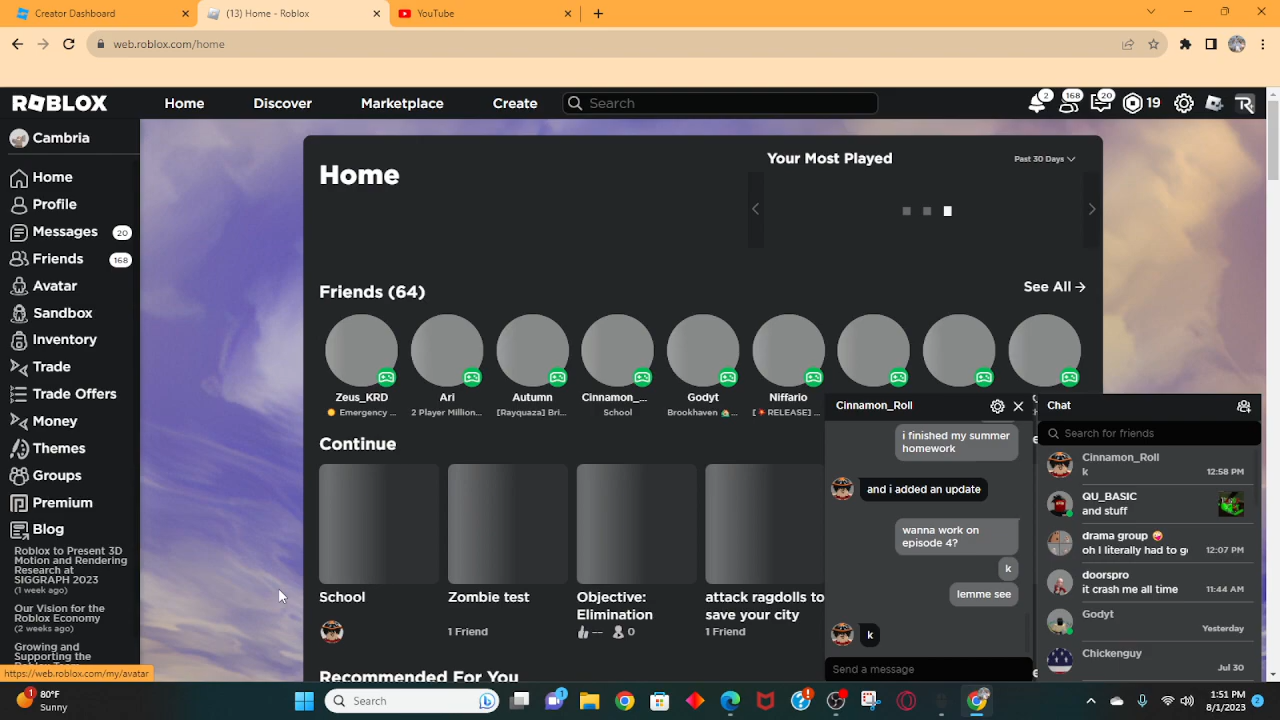 Creator Dashboard
(13) Home - Roblox
YouTube
web.roblox.com/home
ROBLOX
Home
Discover
Marketplace
Create
Search
2
168
20
19
Cambria
Home
Profile
Messages 20
Friends 168
Avatar
Sandbox
Inventory
Trade
Trade Offers
Money
Themes
Groups
Premium
Blog
Roblox to Present 3D
Motion and Rendering
Research at
SIGGRAPH 2023
(1 week ago)
Our Vision for the
Roblox Economy
(2 weeks ago)
Growing and
Supporting the
https://web.roblox.com/my/avatar
Home
Your Most Played
Past 30 Days
Friends (64)
See All
Zeus_KRD
Emergency ...
Ari
2 Player Million...
Autumn
[Rayquaza] Bri...
Cinnamon_...
School
Godyt
Brookhaven ...
Niffario
[💥 RELEASE] ...
Continue
School
Zombie test
1 Friend
Objective:
Elimination
-- 0
attack ragdolls to
save your city
1 Friend
Recommended For You
Cinnamon_Roll
i finished my summer
homework
and i added an update
wanna work on
episode 4?
k
lemme see
k
Send a message
Chat
Search for friends
Cinnamon_Roll
k 12:58 PM
QU_BASIC
and stuff
drama group 🥴
oh I literally had to go 12:07 PM
doorspro
it crash me all time 11:44 AM
Godyt
Yesterday
Chickenguy
Jul 30
1
80°F
Sunny
Search
1
1:51 PM
8/1/2023
2